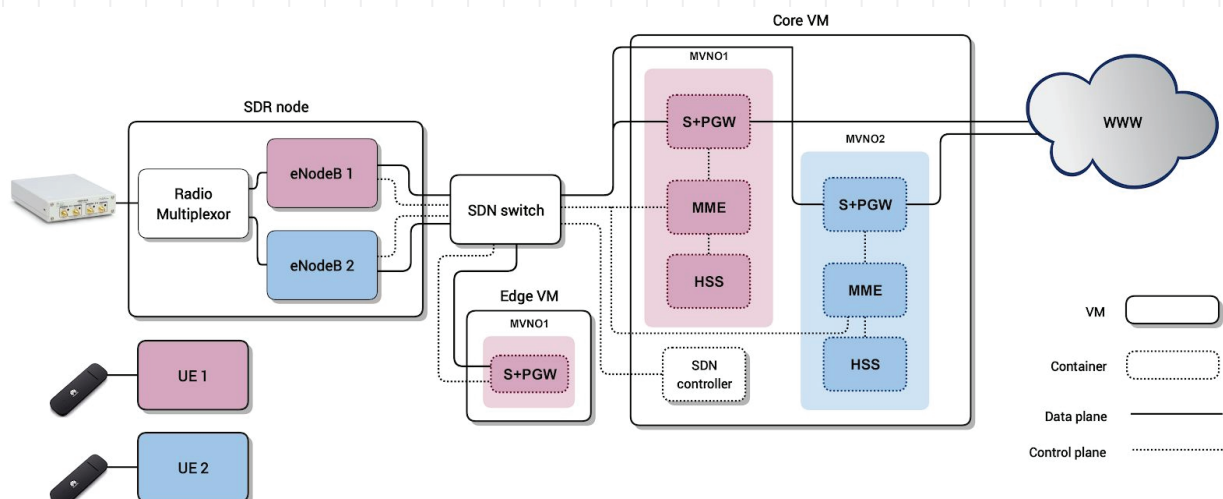 Core VM
MVNO1
SDR node
S+PGW
WWW
eNodeB 1
MVNO2
Radio
Multiplexor
SDN switch
MME
S+PGW
eNodeB 2
HSS
MME
Edge VM
MVNO1
VM
S+PGW
SDN
controller
HSS
Container
UE 1
Data plane
Control plane
UE 2